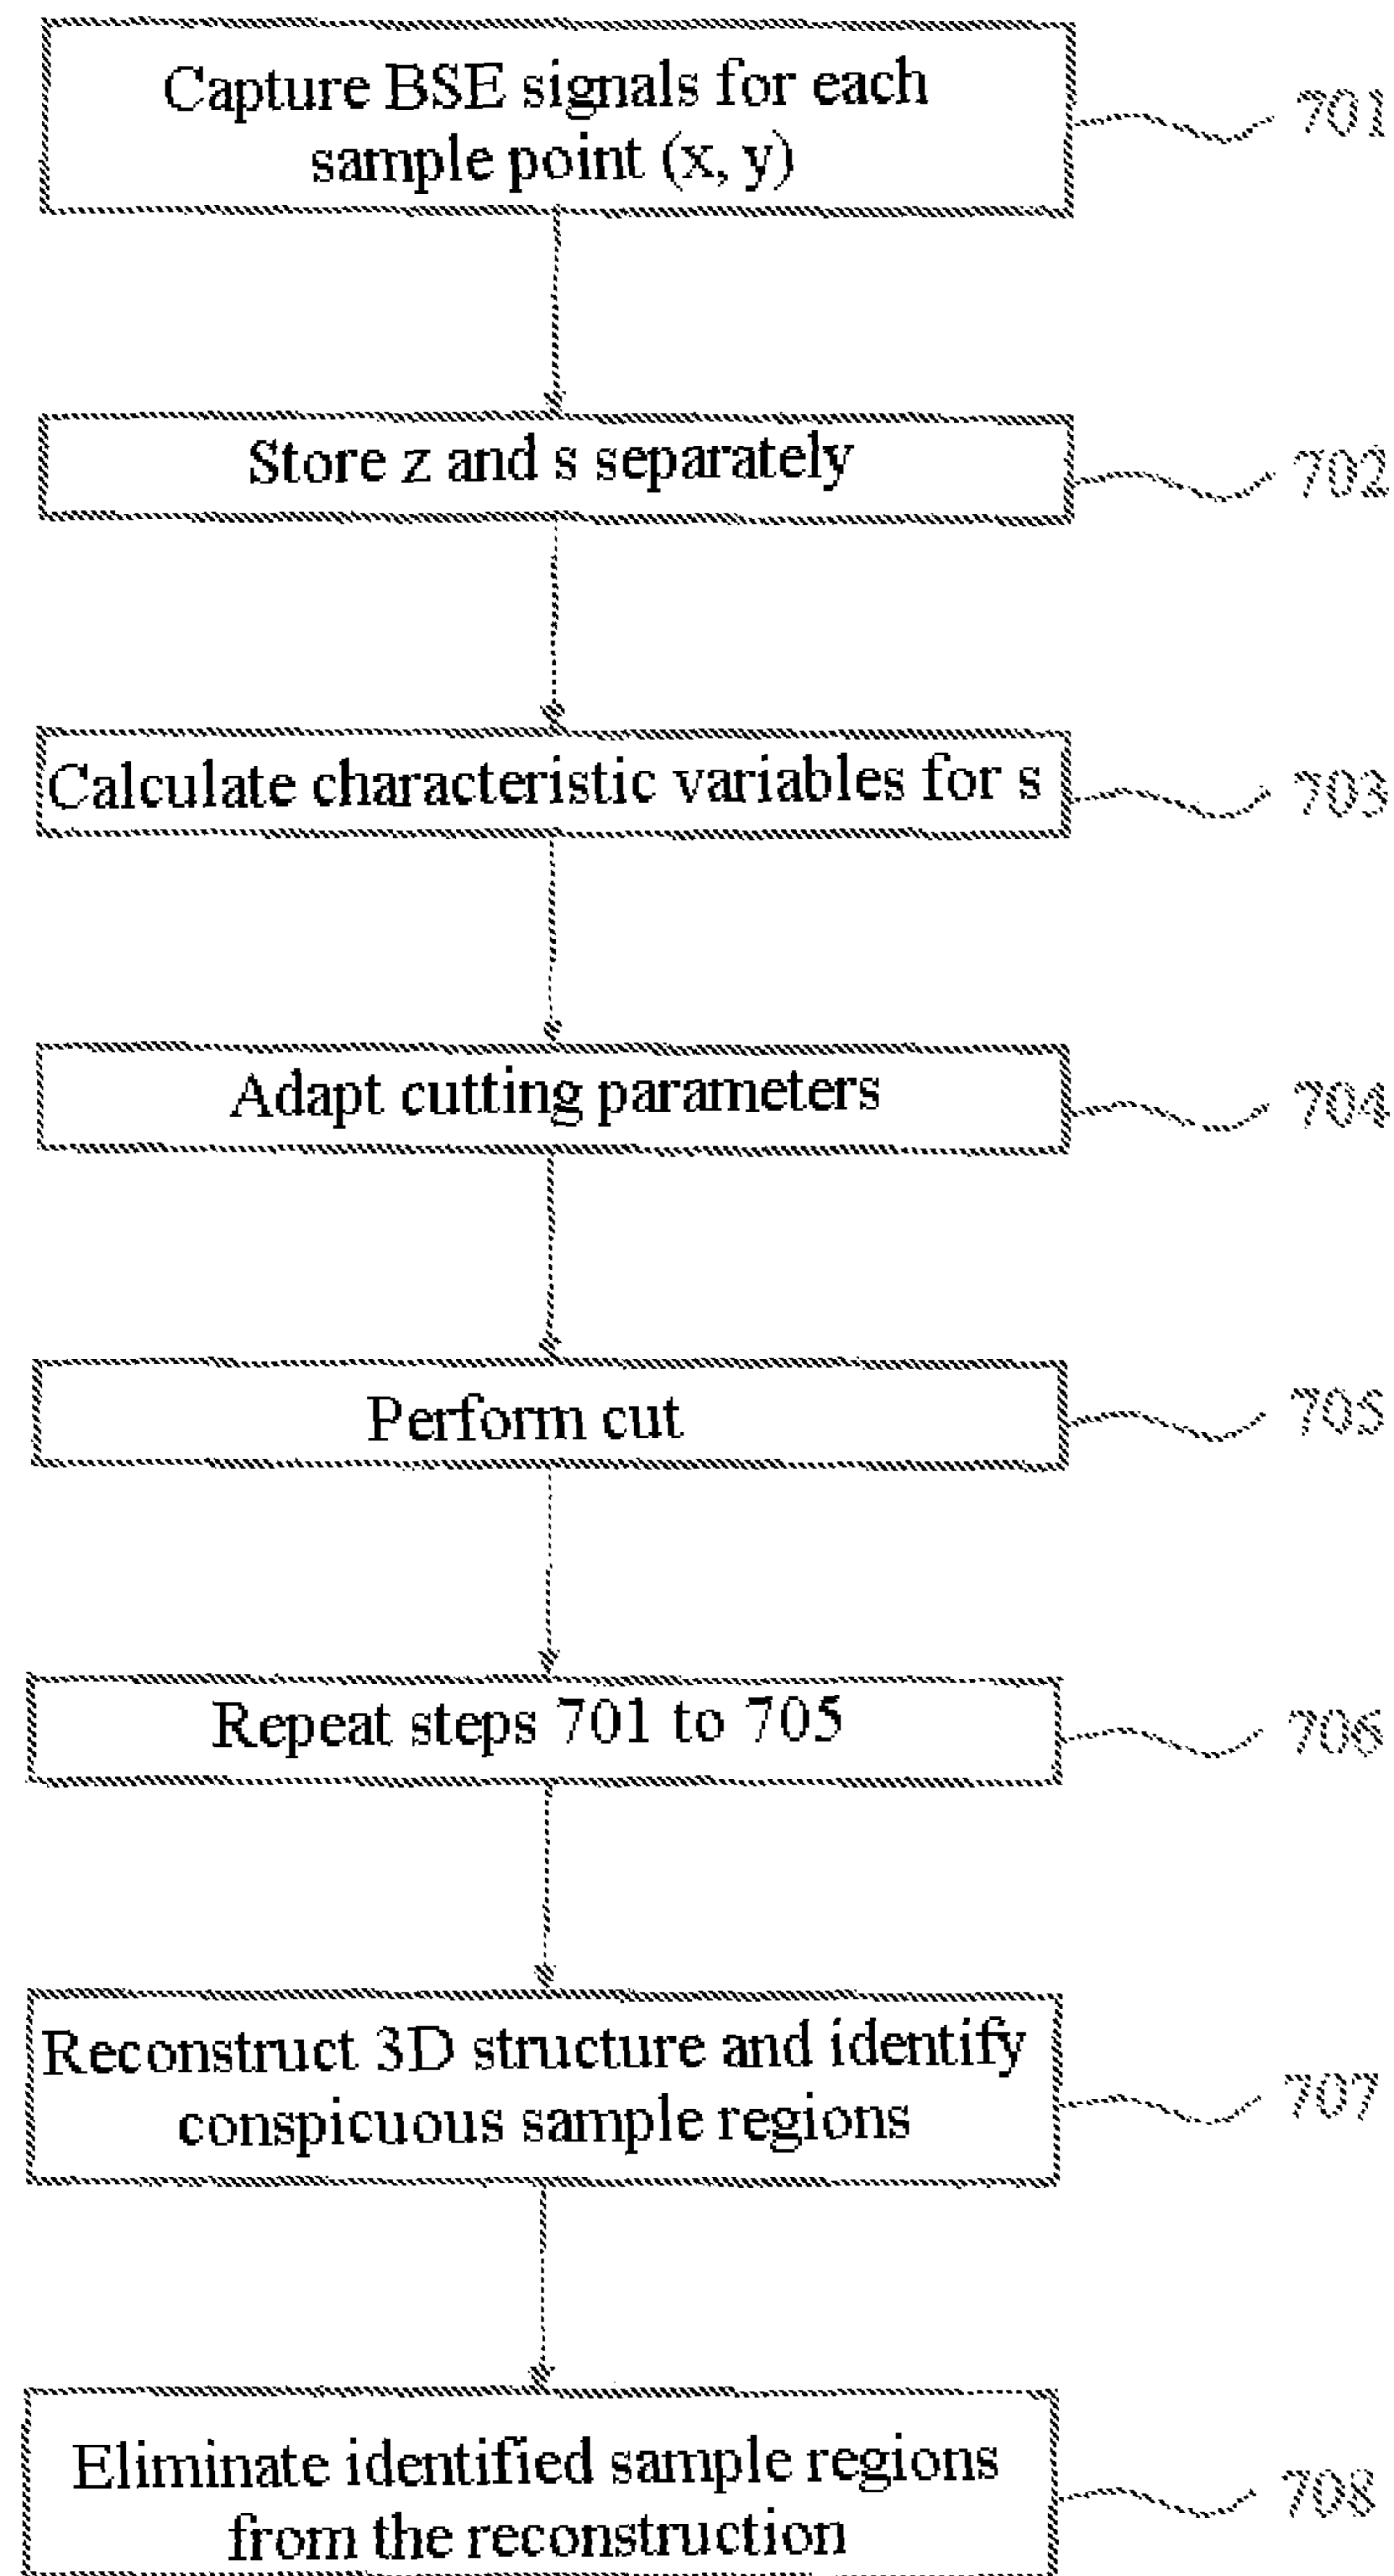 Capture BSE signals for each
sample point (x, y)
701
Store z and s separately
702
Calculate characteristic variables for s
703
Adapt cutting parameters
704
Perform cut
705
Repeat steps 701 to 705
706
Reconstruct 3D structure and identify
conspicuous sample regions
707
Eliminate identified sample regions
from the reconstruction
708